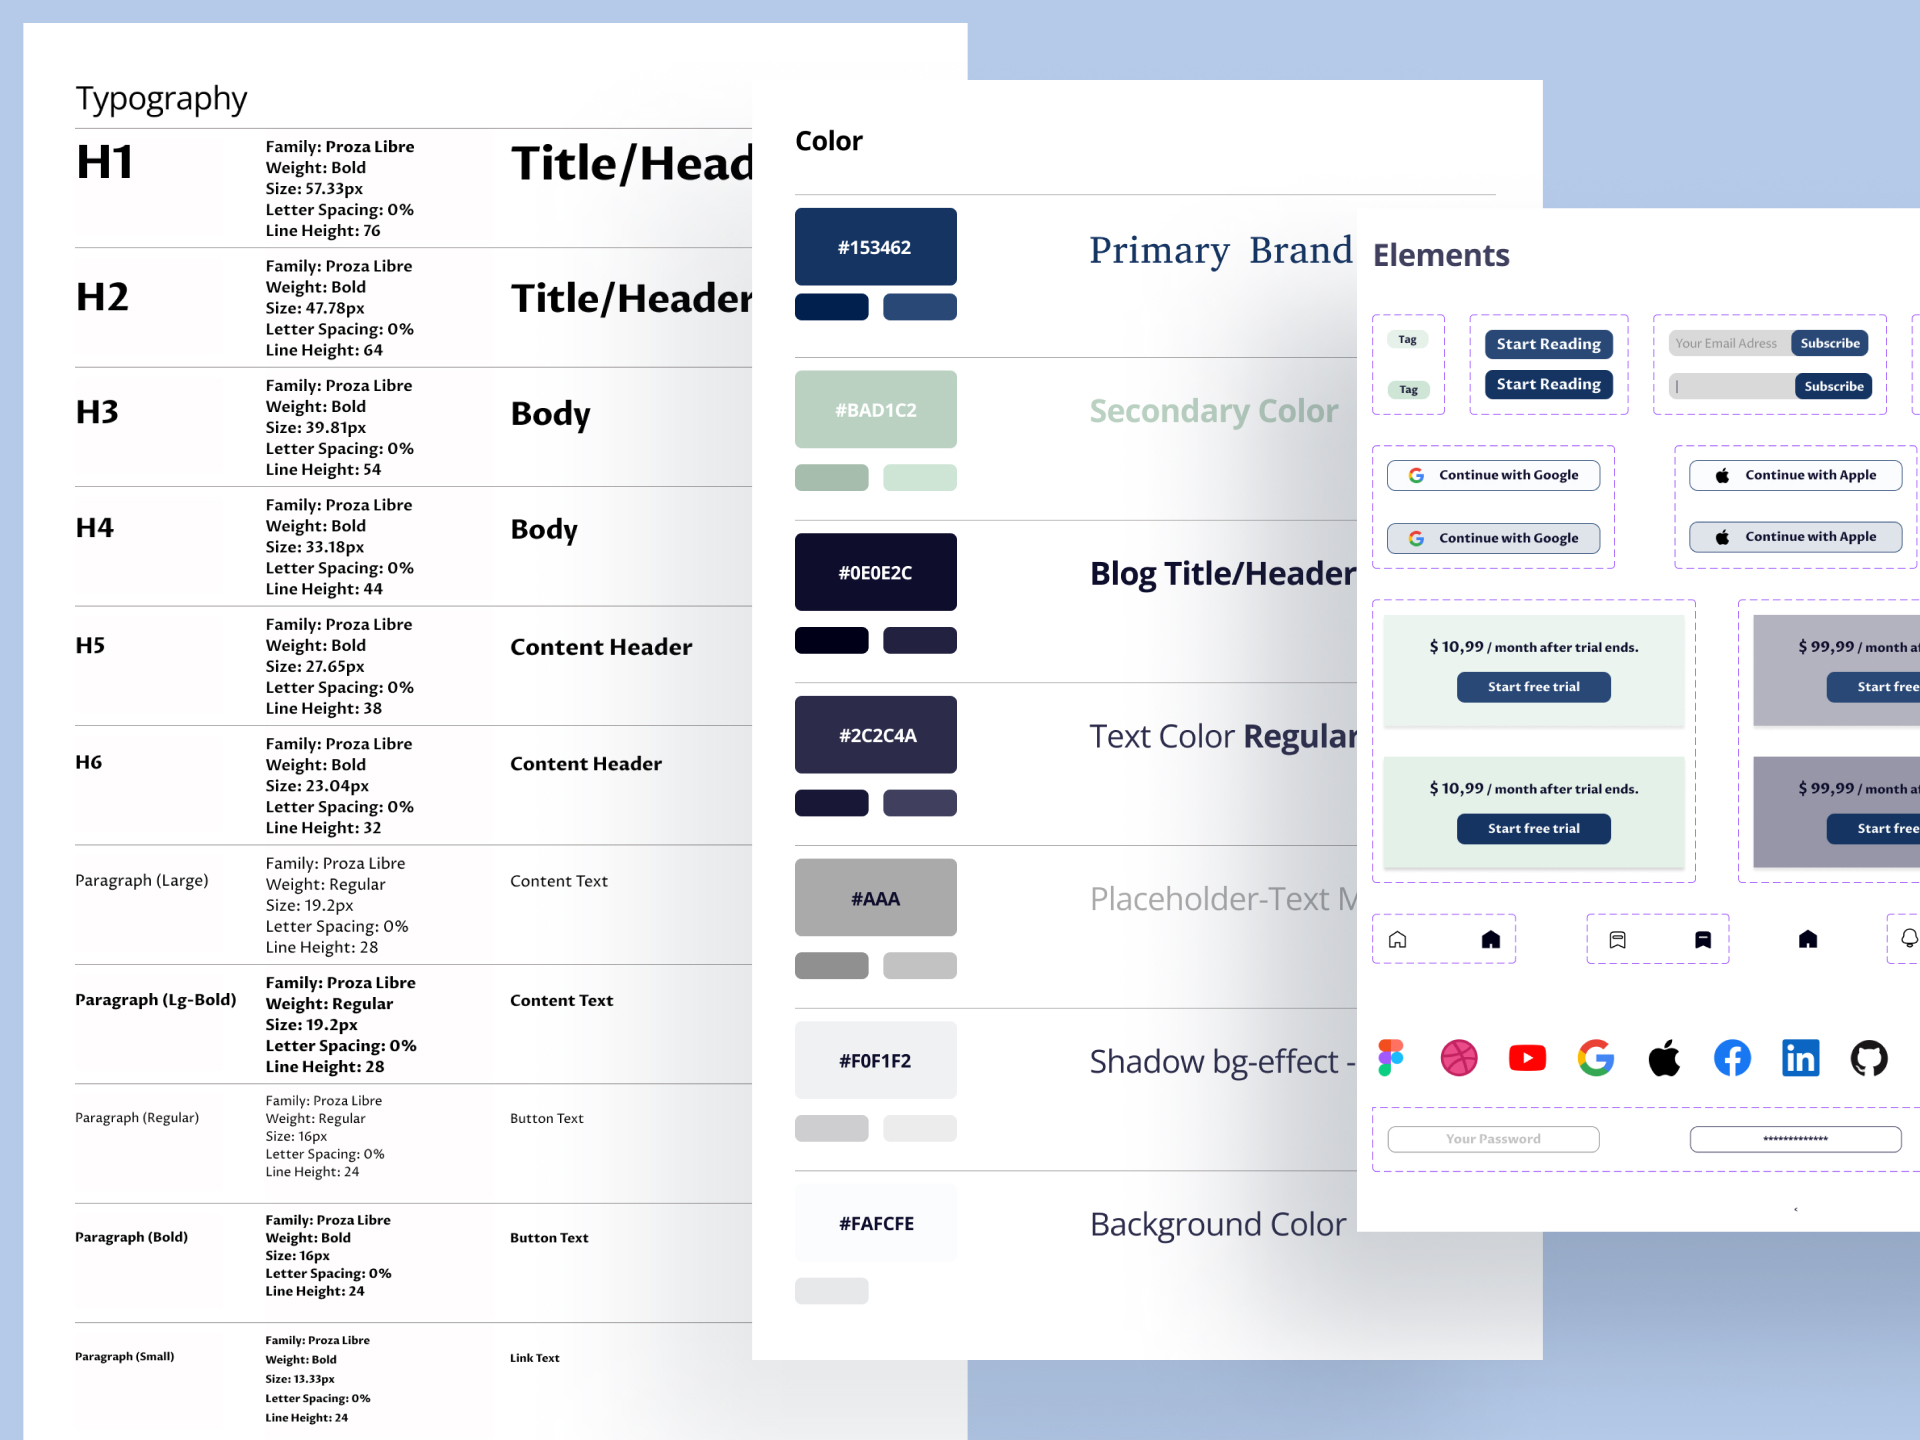 Typography
H1
Family: Proza Libre
Weight: Bold
Size: 57.33px
Letter Spacing: 0%
Line Height: 76
Title/Head
H2
Family: Proza Libre
Weight: Bold
Size: 47.78px
Letter Spacing: 0%
Line Height: 64
Title/Header
H3
Family: Proza Libre
Weight: Bold
Size: 39.81px
Letter Spacing: 0%
Line Height: 54
Body
H4
Family: Proza Libre
Weight: Bold
Size: 33.18px
Letter Spacing: 0%
Line Height: 44
Body
H5
Family: Proza Libre
Weight: Bold
Size: 27.65px
Letter Spacing: 0%
Line Height: 38
Content Header
H6
Family: Proza Libre
Weight: Bold
Size: 23.04px
Letter Spacing: 0%
Line Height: 32
Content Header
Paragraph (Large)
Family: Proza Libre
Weight: Regular
Size: 19.2px
Letter Spacing: 0%
Line Height: 28
Content Text
Paragraph (Lg-Bold)
Family: Proza Libre
Weight: Regular
Size: 19.2px
Letter Spacing: 0%
Line Height: 28
Content Text
Paragraph (Regular)
Family: Proza Libre
Weight: Regular
Size: 16px
Letter Spacing: 0%
Line Height: 24
Button Text
Paragraph (Bold)
Family: Proza Libre
Weight: Bold
Size: 16px
Letter Spacing: 0%
Line Height: 24
Button Text
Paragraph (Small)
Family: Proza Libre
Weight: Bold
Size: 13.33px
Letter Spacing: 0%
Line Height: 24
Link Text
Color
#153462
Primary Brand
#BAD1C2
Secondary Color
#0E0E2C
Blog Title/Header
#2C2C4A
Text Color Regular
#AAA
Placeholder-Text M
#F0F1F2
Shadow bg-effect -
#FAFCFE
Background Color
Elements
Tag
Tag
Start Reading
Start Reading
Your Email Adress Subscribe
| Subscribe
Continue with Google
Continue with Google
Continue with Apple
Continue with Apple
$ 10,99 / month after trial ends.
Start free trial
$ 10,99 / month after trial ends.
Start free trial
$ 99,99 / month af
Start free
$ 99,99 / month af
Start free
in
Your Password
*************